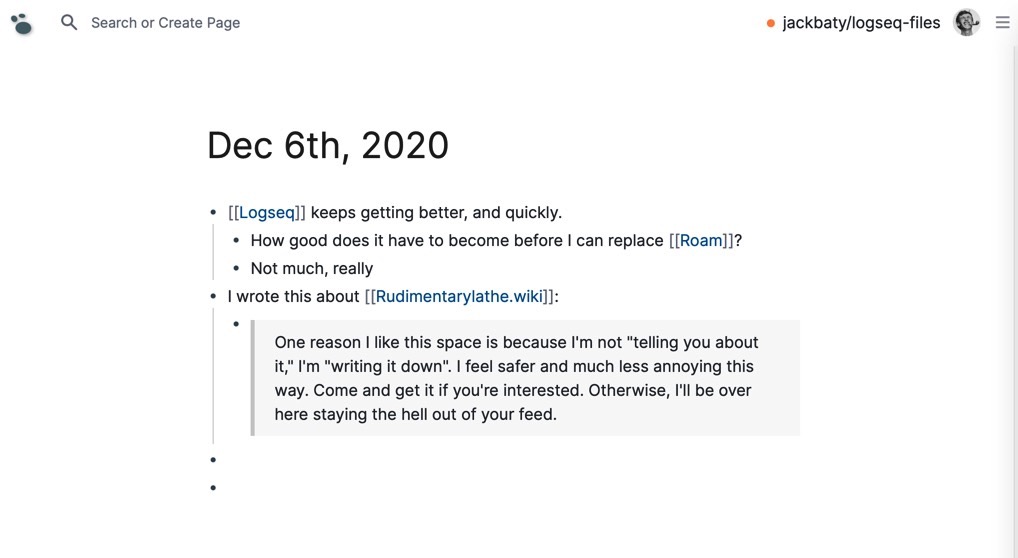 Search or Create Page
jackbaty/logseq-files
Dec 6th, 2020
[[Logseq]] keeps getting better, and quickly.
How good does it have to become before I can replace [[Roam]]?
Not much, really
I wrote this about [[Rudimentarylathe.wiki]]:
One reason I like this space is because I'm not "telling you about
it," I'm "writing it down". I feel safer and much less annoying this
way. Come and get it if you're interested. Otherwise, I'll be over
here staying the hell out of your feed.